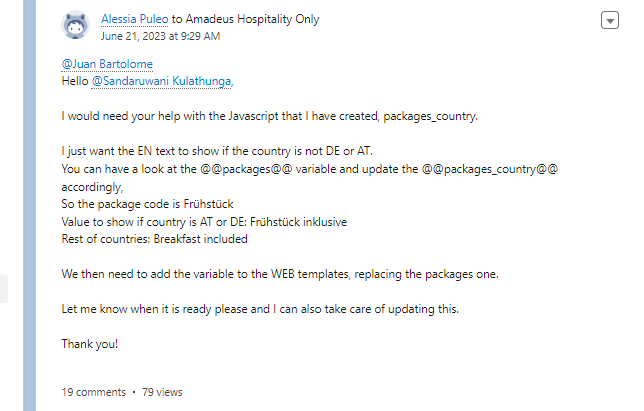 Alessia Puleo to Amadeus Hospitality Only
June 21, 2023 at 9:29 AM
@Juan Bartolome
Hello @Sandaruwani Kulathunga,
I would need your help with the Javascript that I have created, packages_country.
I just want the EN text to show if the country is not DE or AT.
You can have a look at the @@packages@@ variable and update the @@packages_country@@
accordingly,
So the package code is Frühstück
Value to show if country is AT or DE: Frühstück inklusive
Rest of countries: Breakfast included
We then need to add the variable to the WEB templates, replacing the packages one.
Let me know when it is ready please and I can also take care of updating this.
Thank you!
19 comments · 79 views